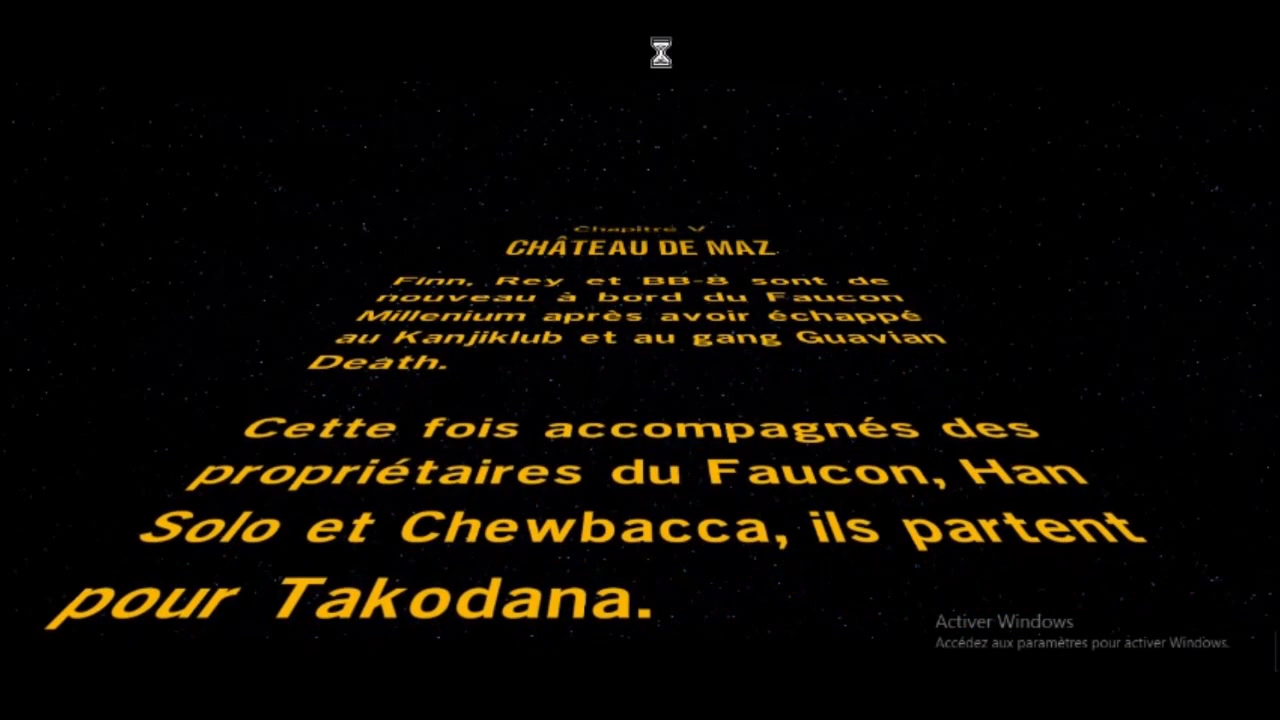 Chapitre V
CHÂTEAU DE MAZ
Finn, Rey et BB-8 sont de
nouveau à bord du Faucon
Millenium après avoir échappé
au Kanjiklub et au gang Guavian
Death.
Cette fois accompagnés des
propriétaires du Faucon, Han
Solo et Chewbacca, ils partent
pour Takodana.
Activer Windows
Accédez aux paramètres pour activer Windows.